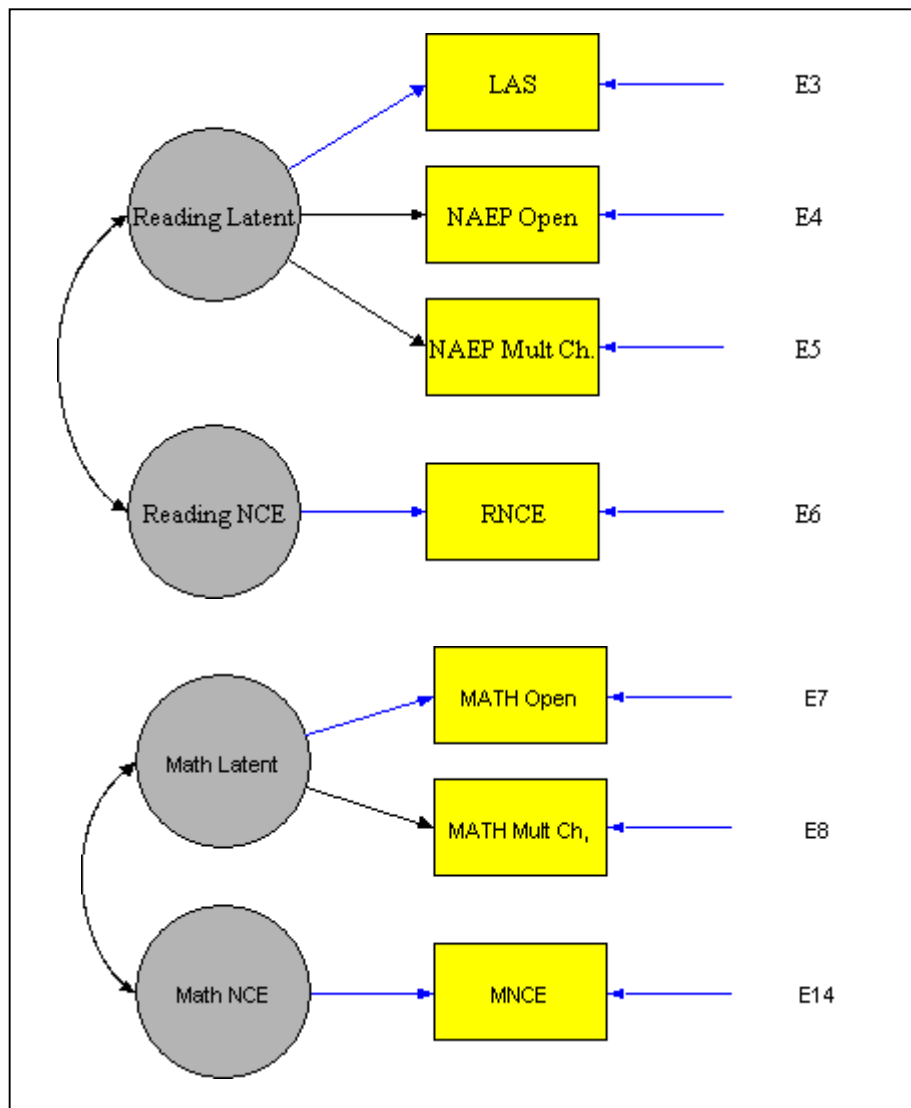 LAS
E3
Reading Latent
NAEP Open
E4
NAEP Mult Ch.
E5
Reading NCE
RNCE
E6
MATH Open
E7
Math Latent
MATH Mult Ch,
E8
Math NCE
MNCE
E14